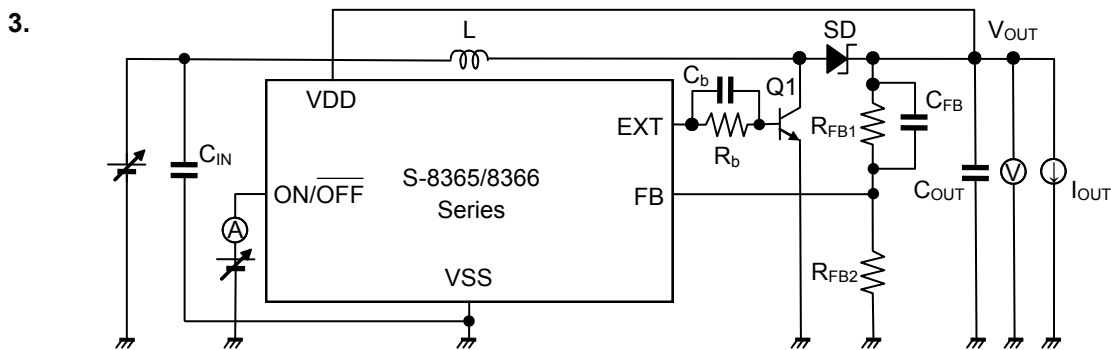 3.
L
SD
VOUT
VDD
Cb
Q1
CFB
EXT
RFB1
Rb
CIN
S-8365/8366
Series
ON/OFF
FB
COUT
V
IOUT
A
VSS
RFB2